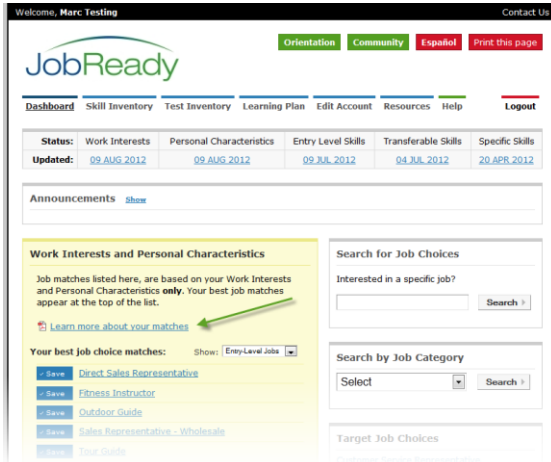 Welcome, Marc Testing
Contact Us
JobReady
Orientation
Community
Español
Print this page
Dashboard Skill Inventory Test Inventory Learning Plan Edit Account Resources Help Logout
Status: Work Interests Personal Characteristics Entry Level Skills Transferable Skills Specific Skills
Updated: 09 AUG 2012 09 AUG 2012 09 JUL 2012 04 JUL 2012 20 APR 2012
Announcements Show
Work Interests and Personal Characteristics
Job matches listed here, are based on your Work Interests
and Personal Characteristics only. Your best job matches
appear at the top of the list.
Learn more about your matches
Your best job choice matches: Show: Entry-Level Jobs
Save Direct Sales Representative
Save Fitness Instructor
Save Outdoor Guide
Save Sales Representative - Wholesale
Save Tour Guide
Search for Job Choices
Interested in a specific job?
Search
Search by Job Category
Select
Search
Target Job Choices
Customer Service Representative